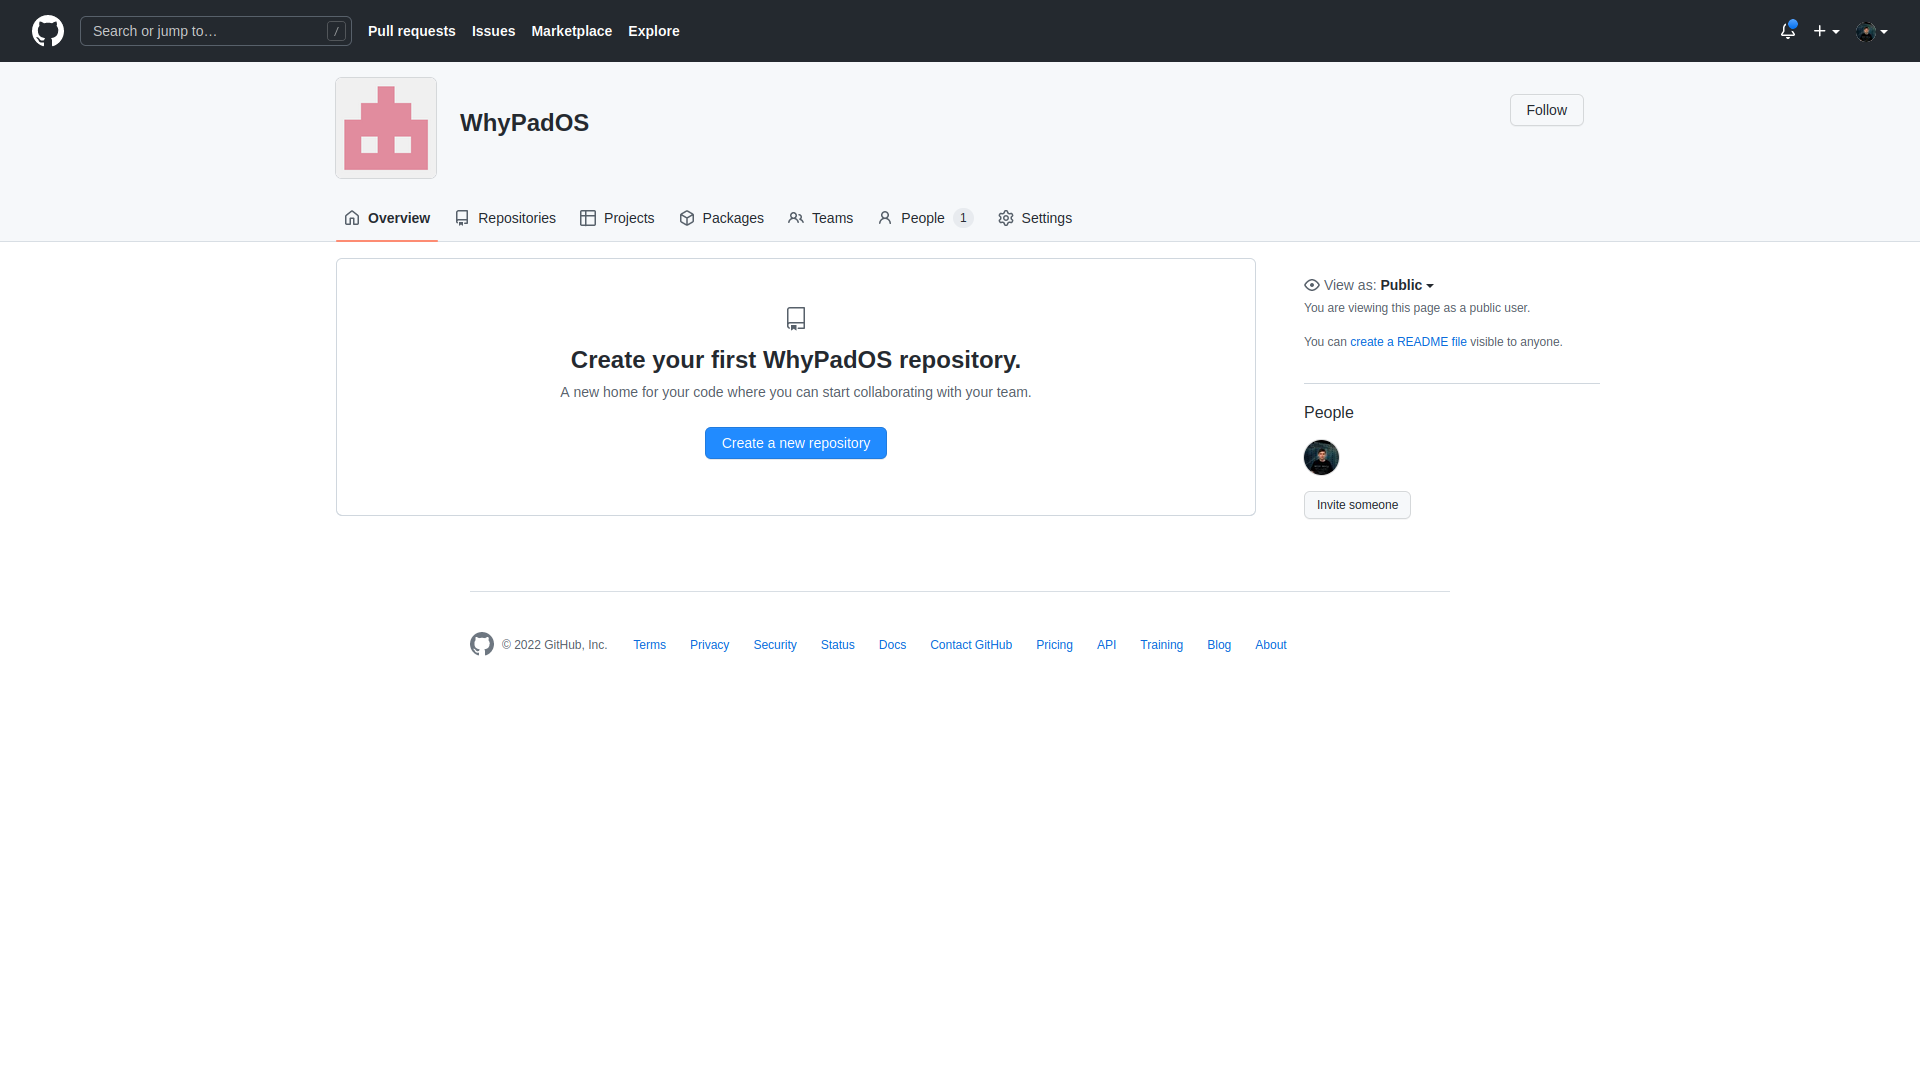 Search or jump to… /
Pull requests Issues Marketplace Explore
WhyPadOS
Follow
Overview Repositories Projects Packages Teams People 1 Settings
Create your first WhyPadOS repository.
A new home for your code where you can start collaborating with your team.
Create a new repository
View as: Public
You are viewing this page as a public user.
You can create a README file visible to anyone.
People
Invite someone
© 2022 GitHub, Inc. Terms Privacy Security Status Docs Contact GitHub Pricing API Training Blog About